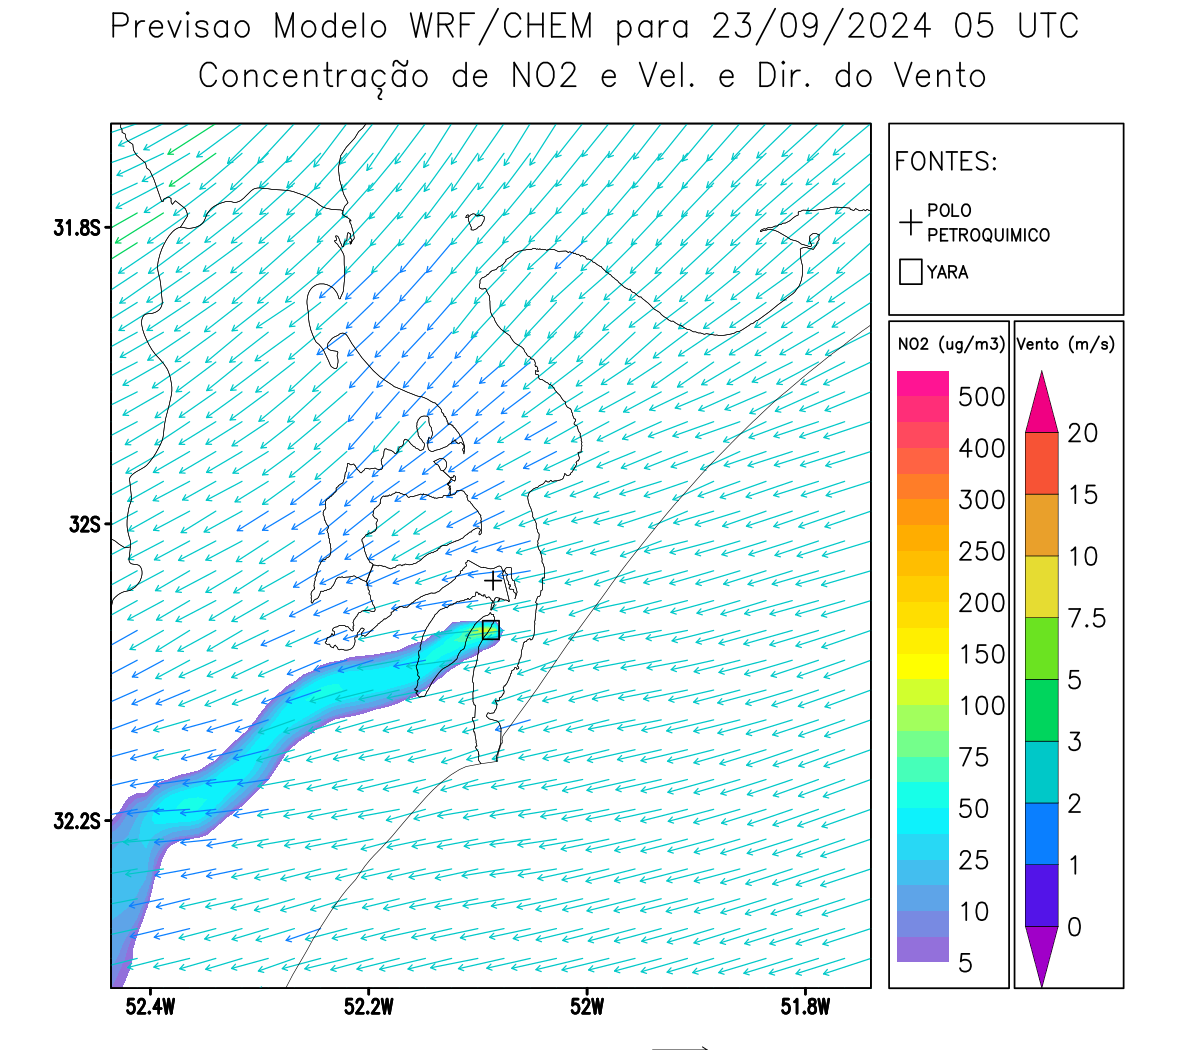 Previsao Modelo WRF/CHEM para 23/09/2024 05 UTC
Concentração de NO2 e Vel. e Dir. do Vento
FONTES:
POLO
PETROQUIMICO
YARA
NO2 (ug/m3)
500
400
300
250
200
150
100
75
50
25
10
5
Vento (m/s)
20
15
10
7.5
5
3
2
1
0
31.8S
32S
32.2S
52.4W
52.2W
52W
51.8W